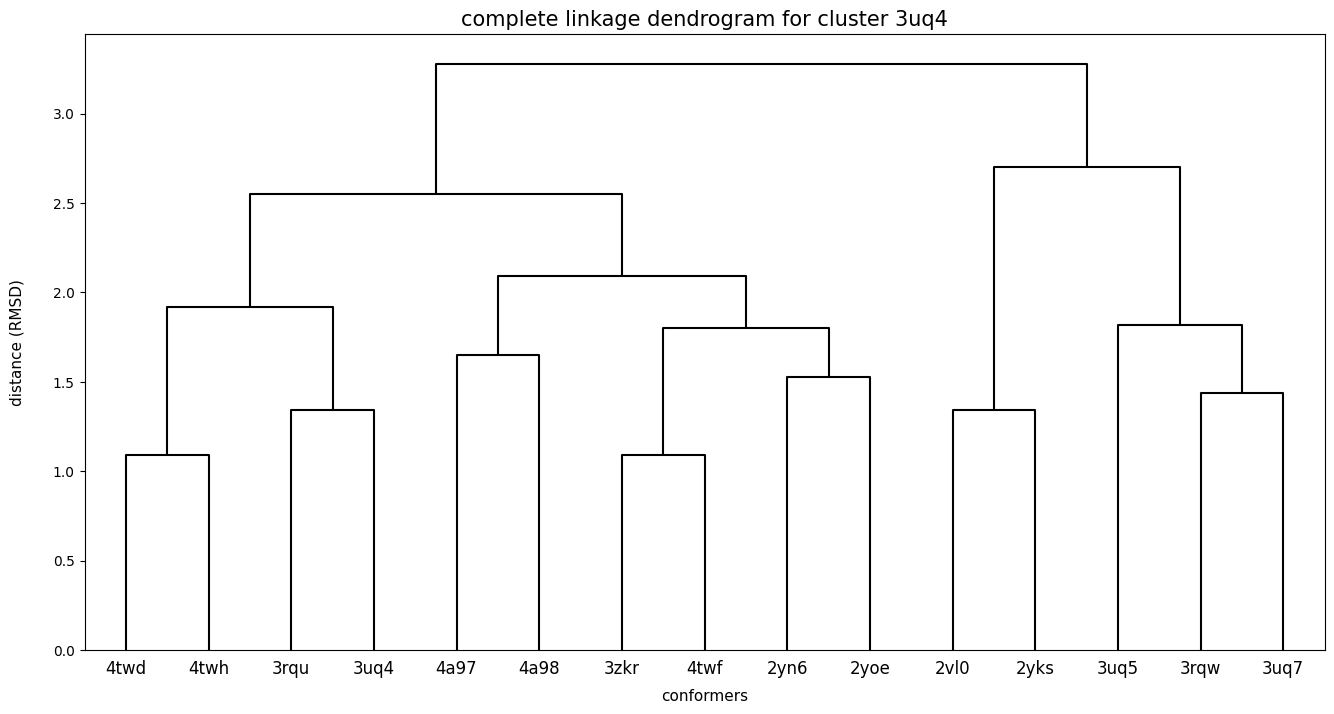 complete linkage dendrogram for cluster 3uq4
3.0
2.5
2.0
1.5
1.0
0.5
0.0
distance (RMSD)
4twd 4twh 3rqu 3uq4 4a97 4a98 3zkr 4twf 2yn6 2yoe 2vl0 2yks 3uq5 3rqw 3uq7
conformers